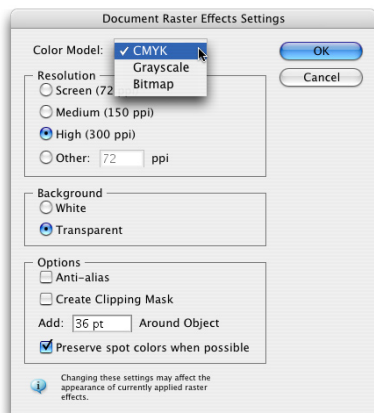 Document Raster Effects Settings
Color Model: ✓ CMYK
Grayscale
Bitmap
OK
Cancel
Resolution
Screen (72
Medium (150 ppi)
High (300 ppi)
Other: 72 ppi
Background
White
Transparent
Options
Anti-alias
Create Clipping Mask
Add: 36 pt Around Object
Preserve spot colors when possible
Changing these settings may affect the
appearance of currently applied raster
effects.